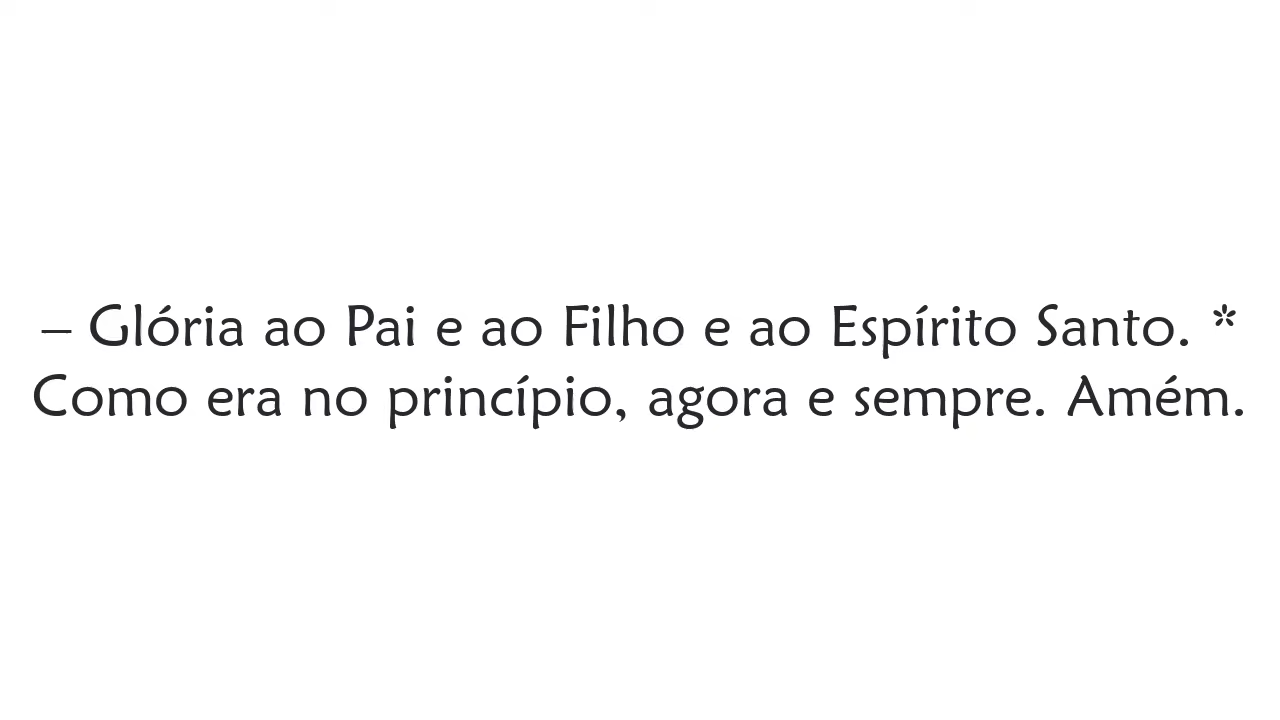 – Glória ao Pai e ao Filho e ao Espírito Santo. *
Como era no princípio, agora e sempre. Amém.